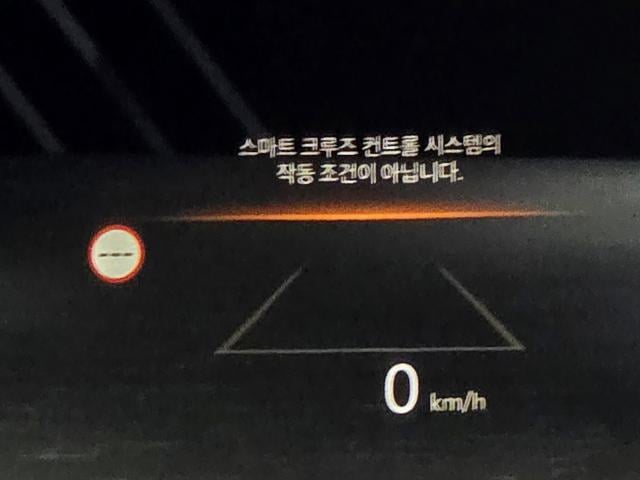 스마트 크루즈 컨트롤 시스템의
작동 조건이 아닙니다.
---
0 km/h